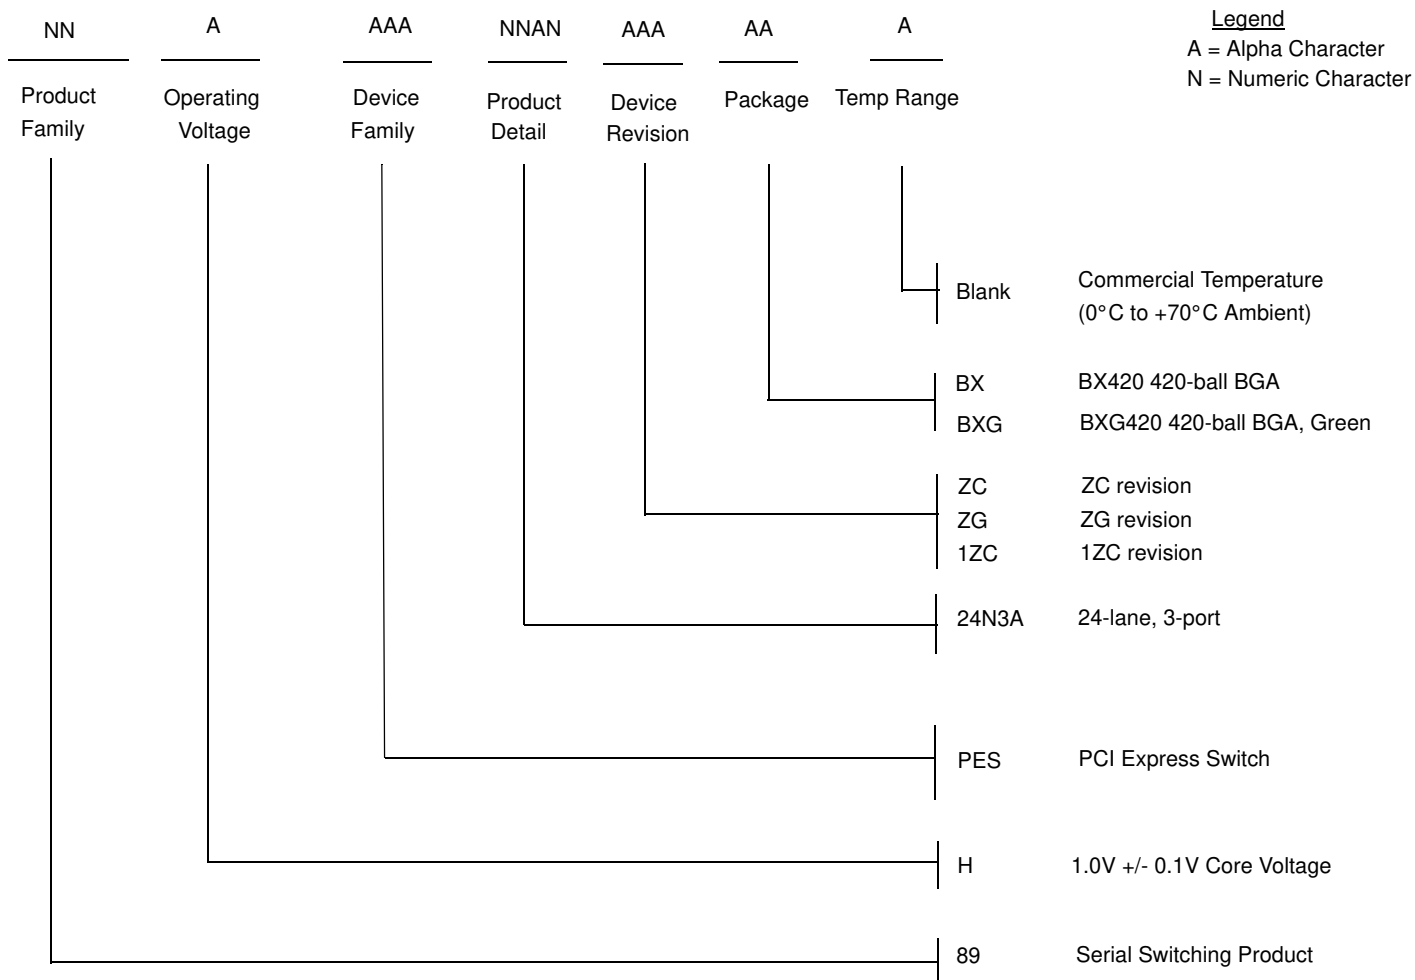 NN A AAA NNAN AAA AA A
Legend
A = Alpha Character
N = Numeric Character
Product Family
Operating Voltage
Device Family
Product Detail
Device Revision
Package
Temp Range
Blank Commercial Temperature
(0°C to +70°C Ambient)
BX BX420 420-ball BGA
BXG BXG420 420-ball BGA, Green
ZC ZC revision
ZG ZG revision
1ZC 1ZC revision
24N3A 24-lane, 3-port
PES PCI Express Switch
H 1.0V +/- 0.1V Core Voltage
89 Serial Switching Product